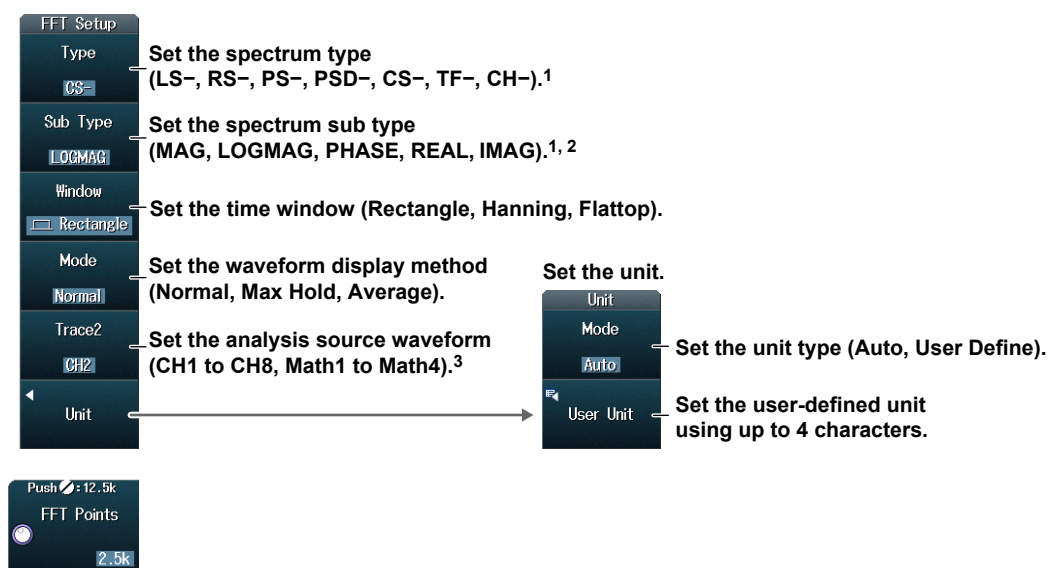 FFT Setup
Type
CS-
Set the spectrum type
(LS−, RS−, PS−, PSD−, CS−, TF−, CH−).1
Sub Type
LOGMAG
Set the spectrum sub type
(MAG, LOGMAG, PHASE, REAL, IMAG).1, 2
Window
Rectangle
Set the time window (Rectangle, Hanning, Flattop).
Mode
Normal
Set the waveform display method
(Normal, Max Hold, Average).
Trace2
CH2
Set the analysis source waveform
(CH1 to CH8, Math1 to Math4).3
Unit
Set the unit.
Unit
Mode
Auto
Set the unit type (Auto, User Define).
User Unit
Set the user-defined unit
using up to 4 characters.
Push : 12.5k
FFT Points
2.5k